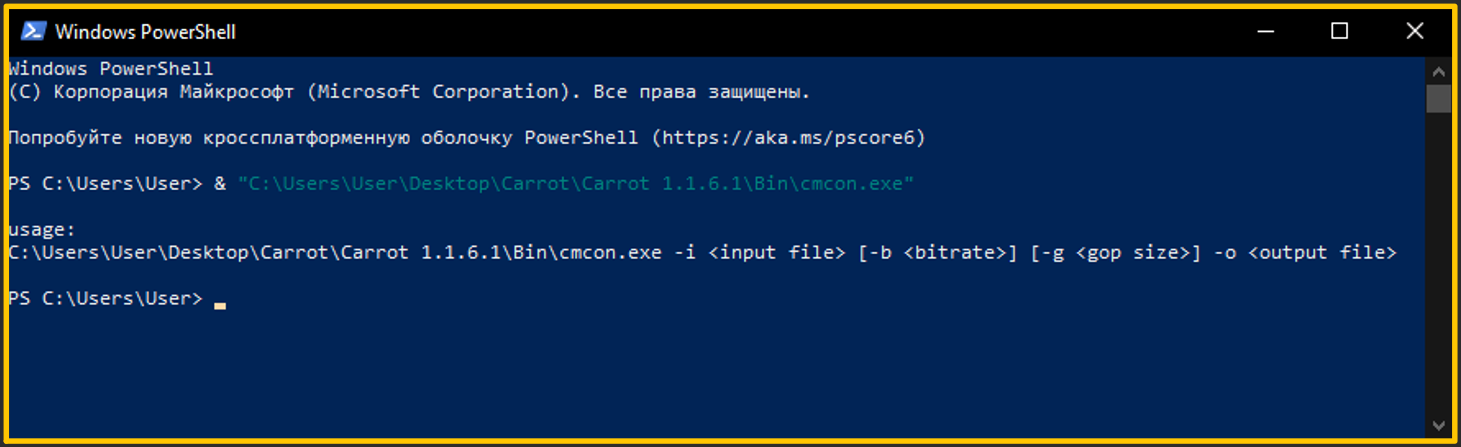 Windows PowerShell
Windows PowerShell
(C) Корпорация Майкрософт (Microsoft Corporation). Все права защищены.
Попробуйте новую кроссплатформенную оболочку PowerShell (https://aka.ms/pscore6)
PS C:\Users\User> & "C:\Users\User\Desktop\Carrot\Carrot 1.1.6.1\Bin\cmcon.exe"
usage:
C:\Users\User\Desktop\Carrot\Carrot 1.1.6.1\Bin\cmcon.exe -i <input file> [-b <bitrate>] [-g <gop size>] -o <output file>
PS C:\Users\User>